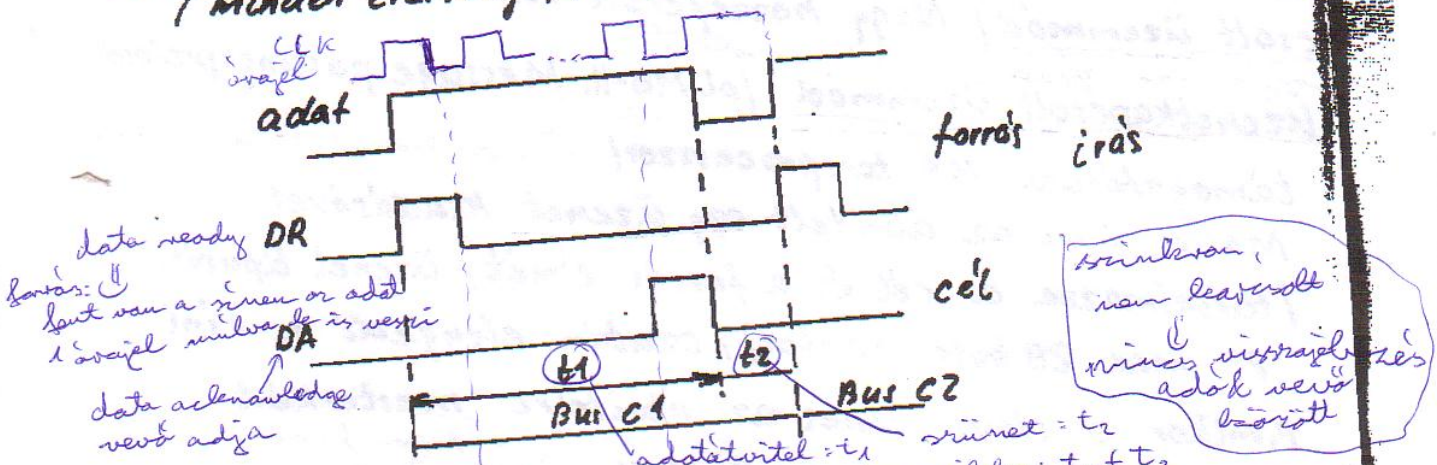 CLK
órajel
adat
forrás írás
data ready DR
forrás: ⇓
fent van a sínen az adat
1 órajel múlva le is veszi
DA
cél
t1
t2
data acknowledge
vevő adja
Bus C1
Bus C2
szinkron,
nem kapcsolt
⇓
nincs visszajelzés
adók vevő
között
adatátvitel = t1
szünet = t2